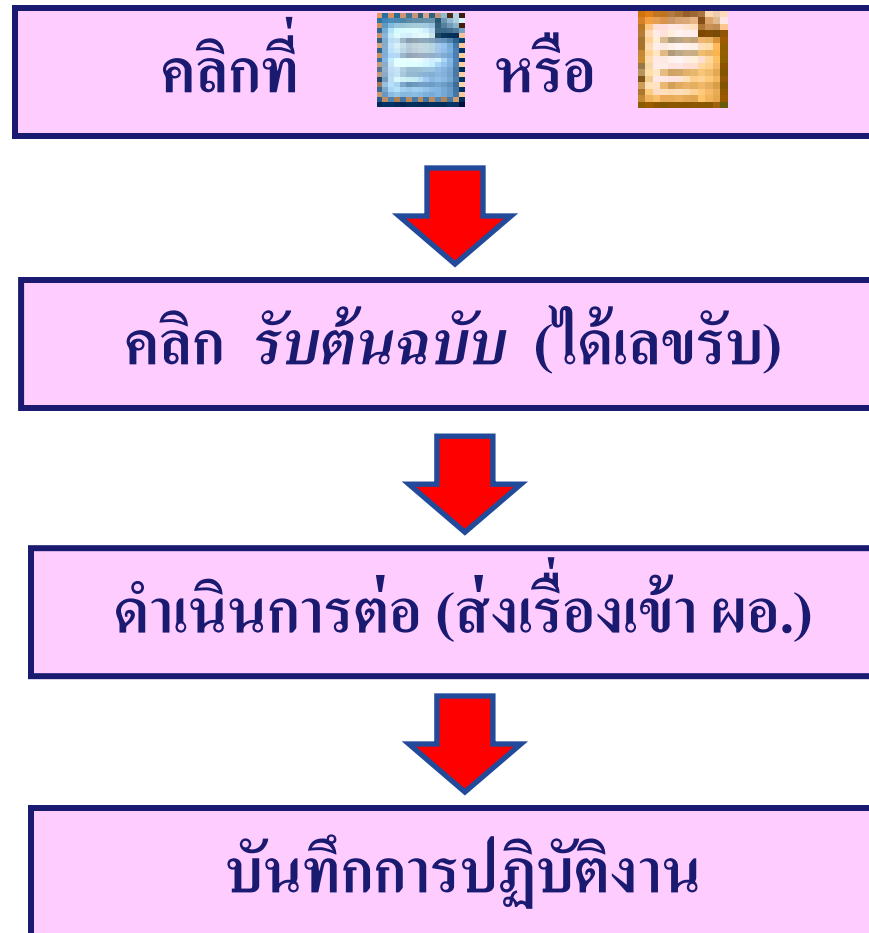 คลิกที่ หรือ
คลิก รับต้นฉบับ (ได้เลขรับ)
ดำเนินการต่อ (ส่งเรื่องเข้า ผอ.)
บันทึกการปฏิบัติงาน